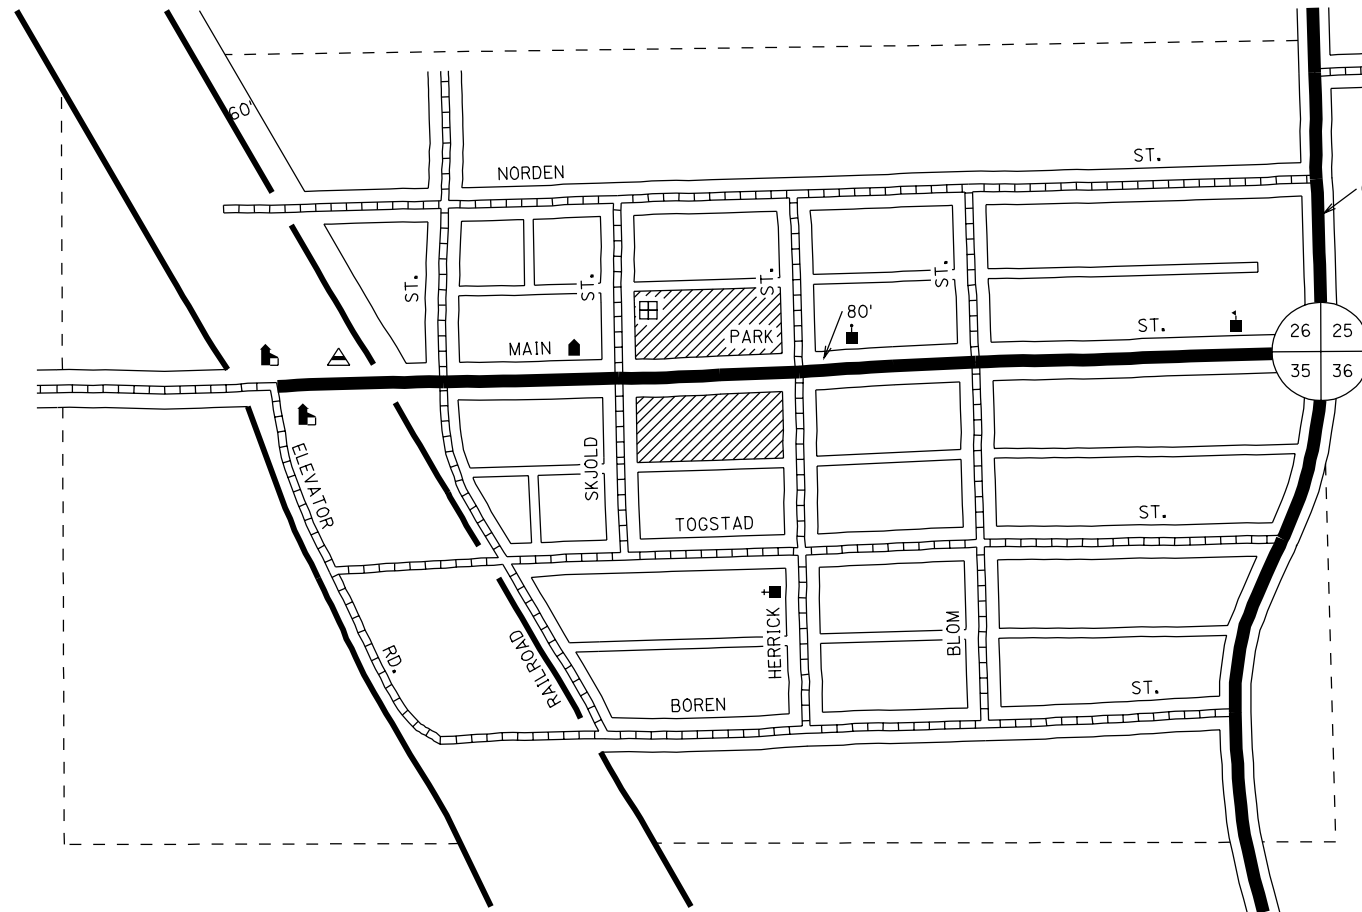 60'
NORDEN ST.
ST.
ST.
ST.
ST.
80'
MAIN
PARK
ST.
26 25
35 36
SKJOLD
ELEVATOR
TOGSTAD ST.
HERRICK
BLOM
RD.
RAILROAD
BOREN ST.